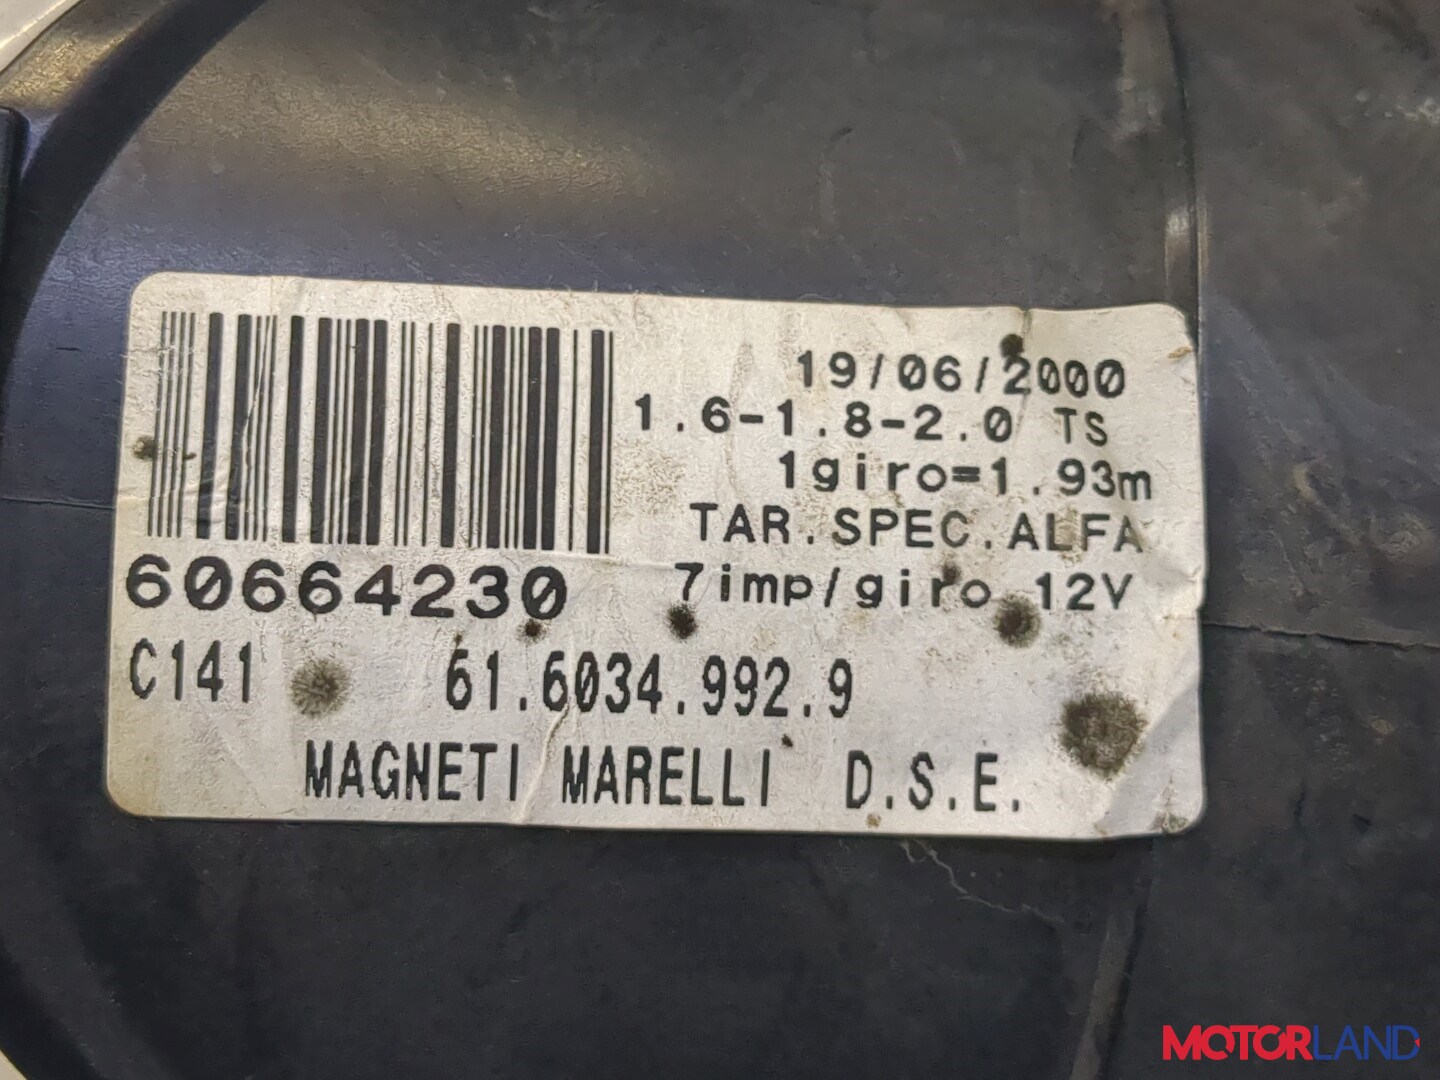 19/06/2000
1.6-1.8-2.0 TS
1giro=1.93m
TAR.SPEC.ALFA
60664230 7imp/giro 12V
C141 61.6034.992.9
MAGNETI MARELLI D.S.E.
MOTORLAND